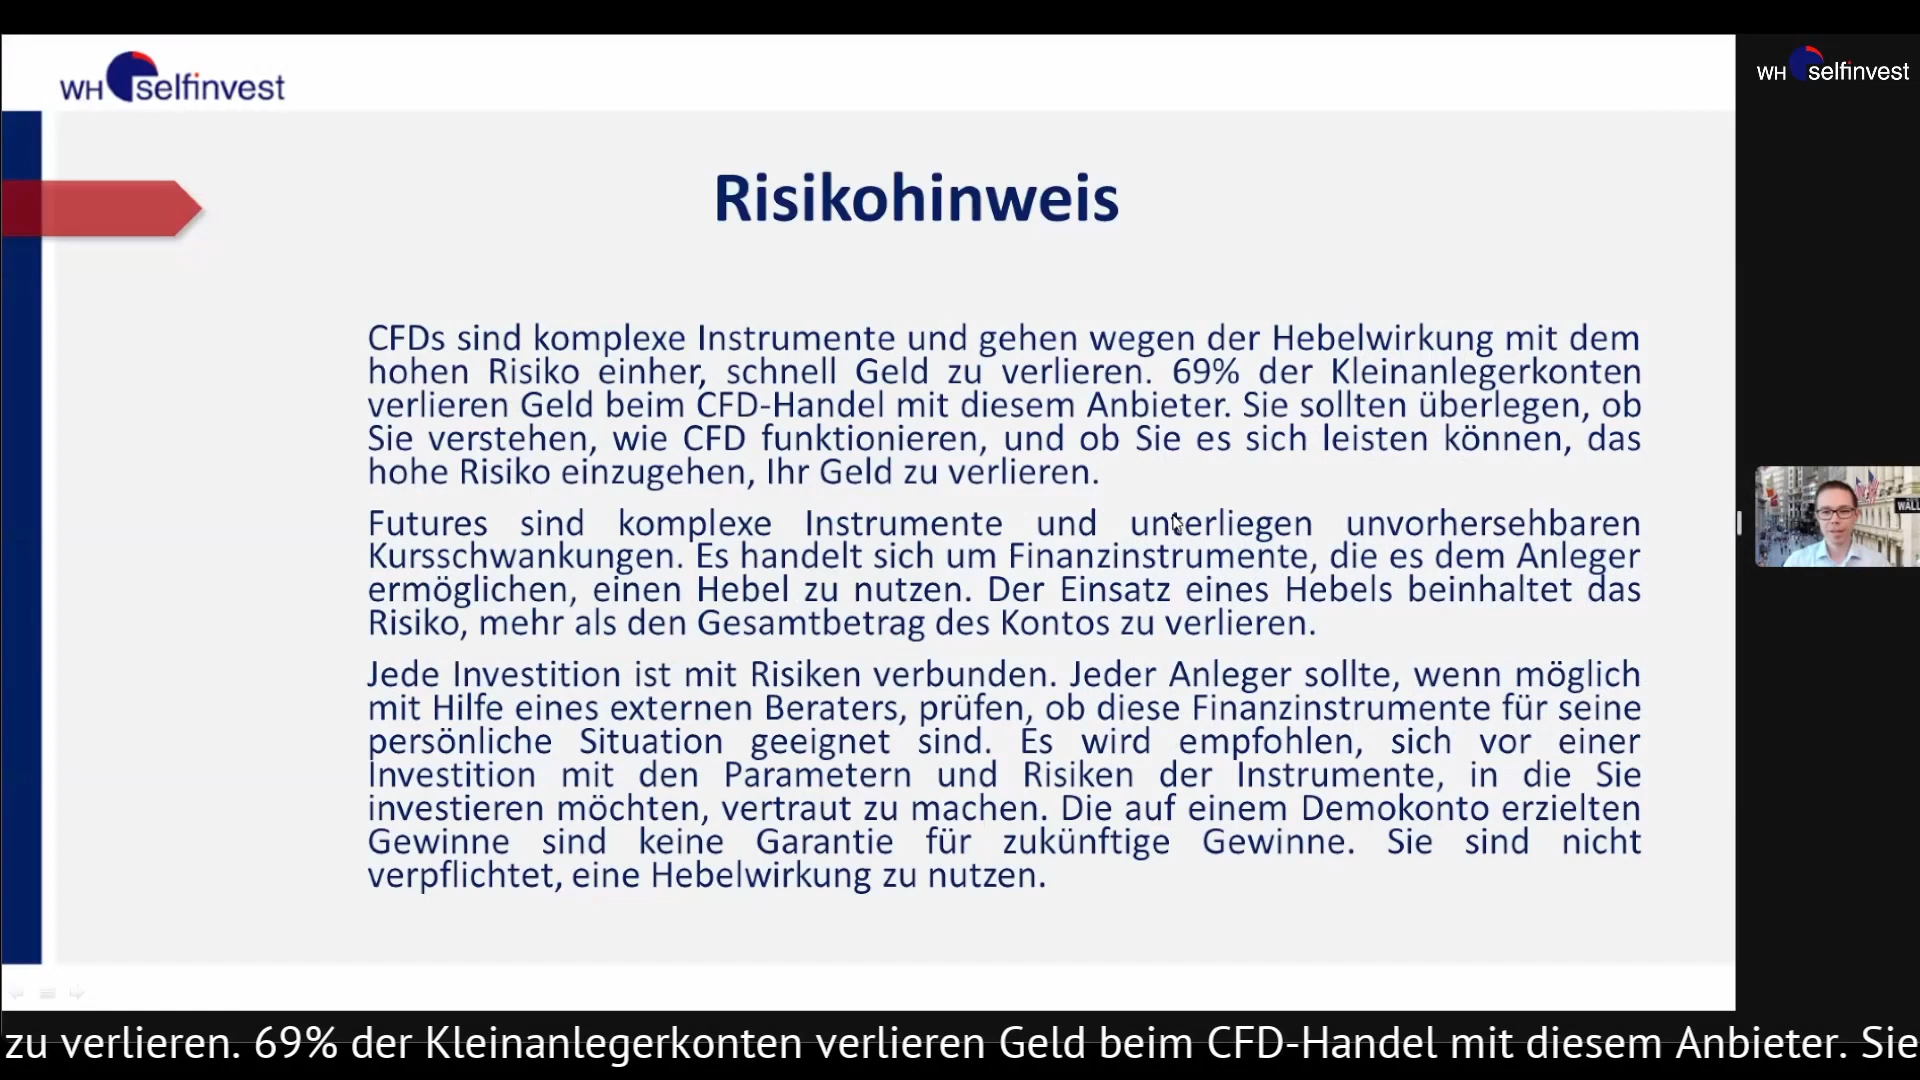 WH selfinvest
WH selfinvest
Risikohinweis
CFDs sind komplexe Instrumente und gehen wegen der Hebelwirkung mit dem
hohen Risiko einher, schnell Geld zu verlieren. 69% der Kleinanlegerkonten
verlieren Geld beim CFD-Handel mit diesem Anbieter. Sie sollten überlegen, ob
Sie verstehen, wie CFD funktionieren, und ob Sie es sich leisten können, das
hohe Risiko einzugehen, Ihr Geld zu verlieren.
Futures sind komplexe Instrumente und unterliegen unvorhersehbaren
Kursschwankungen. Es handelt sich um Finanzinstrumente, die es dem Anleger
ermöglichen, einen Hebel zu nutzen. Der Einsatz eines Hebels beinhaltet das
Risiko, mehr als den Gesamtbetrag des Kontos zu verlieren.
Jede Investition ist mit Risiken verbunden. Jeder Anleger sollte, wenn möglich
mit Hilfe eines externen Beraters, prüfen, ob diese Finanzinstrumente für seine
persönliche Situation geeignet sind. Es wird empfohlen, sich vor einer
Investition mit den Parametern und Risiken der Instrumente, in die Sie
investieren möchten, vertraut zu machen. Die auf einem Demokonto erzielten
Gewinne sind keine Garantie für zukünftige Gewinne. Sie sind nicht
verpflichtet, eine Hebelwirkung zu nutzen.
WALL
zu verlieren. 69% der Kleinanlegerkonten verlieren Geld beim CFD-Handel mit diesem Anbieter. Sie